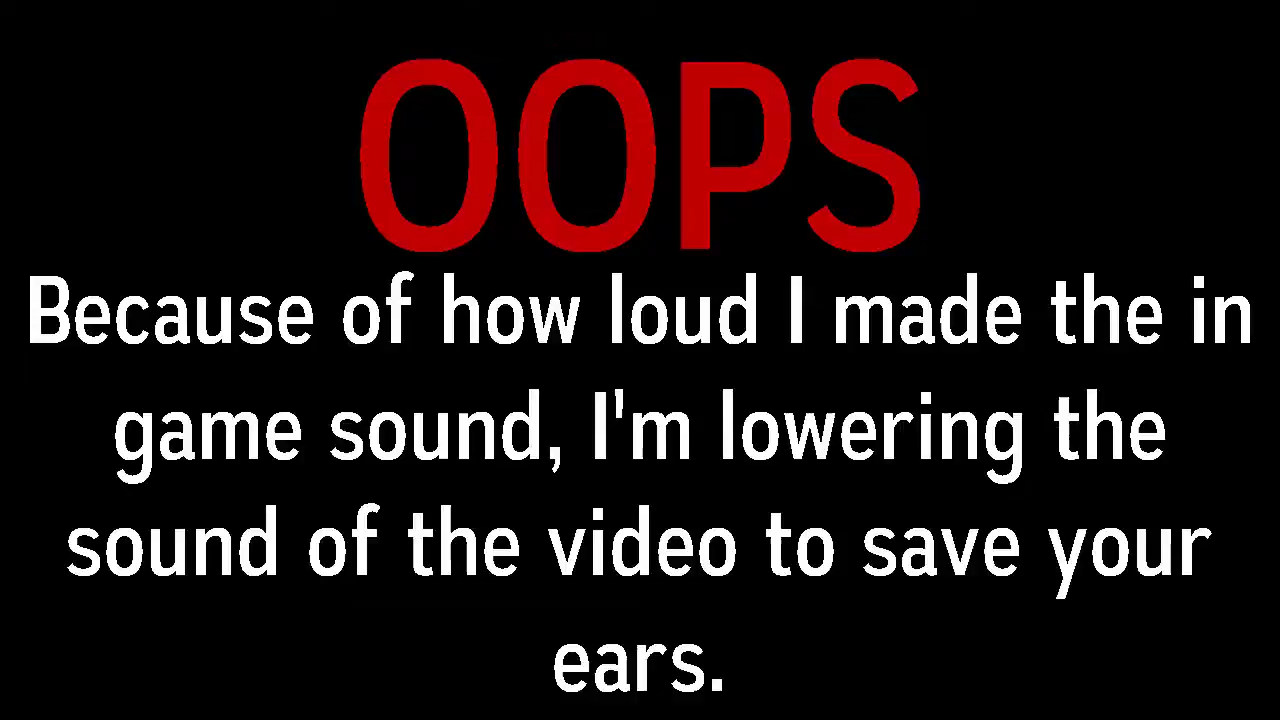 OOPS
Because of how loud I made the in
game sound, I'm lowering the
sound of the video to save your
ears.